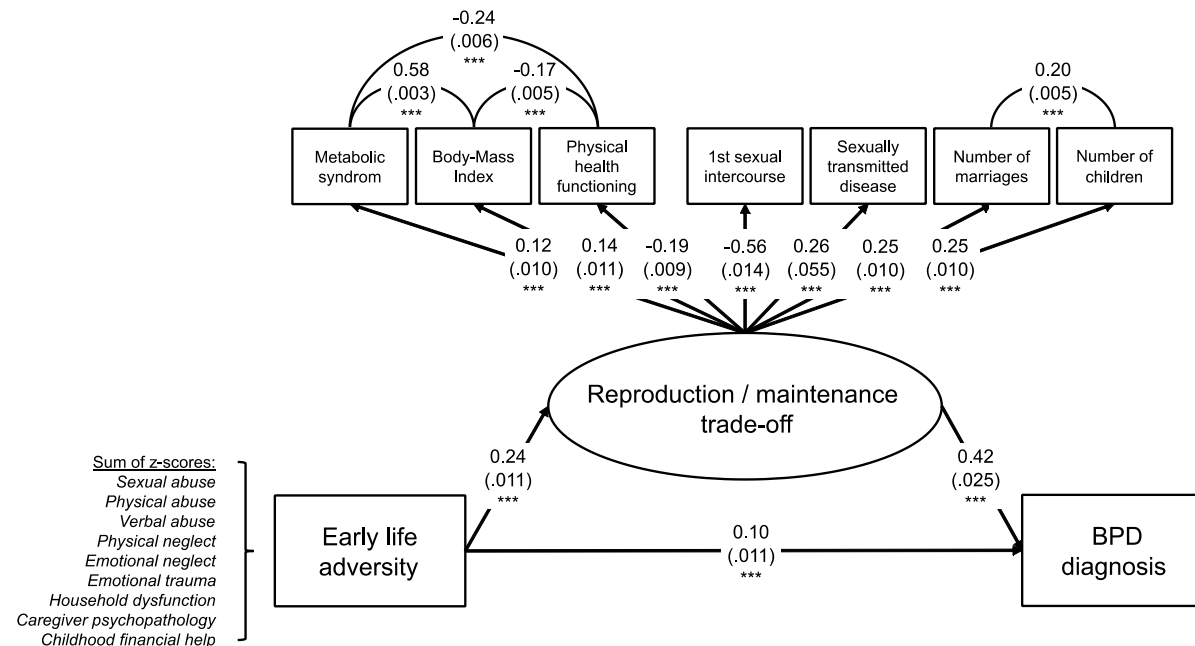 -0.24
(.006)
***
0.58
(.003)
***
-0.17
(.005)
***
0.20
(.005)
***
Metabolic
syndrom
Body-Mass
Index
Physical
health
functioning
1st sexual
intercourse
Sexually
transmitted
disease
Number of
marriages
Number of
children
0.12
(.010)
***
0.14
(.011)
***
-0.19
(.009)
***
-0.56
(.014)
***
0.26
(.055)
***
0.25
(.010)
***
0.25
(.010)
***
Reproduction / maintenance
trade-off
0.24
(.011)
***
0.42
(.025)
***
Sum of z-scores:
Sexual abuse
Physical abuse
Verbal abuse
Physical neglect
Emotional neglect
Emotional trauma
Household dysfunction
Caregiver psychopathology
Childhood financial help
Early life
adversity
0.10
(.011)
***
BPD
diagnosis